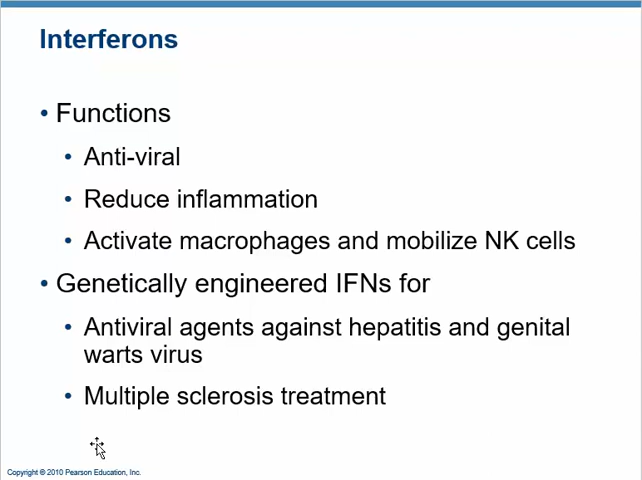 Interferons
• Functions
• Anti-viral
• Reduce inflammation
• Activate macrophages and mobilize NK cells
• Genetically engineered IFNs for
• Antiviral agents against hepatitis and genital
warts virus
• Multiple sclerosis treatment
Copyright © 2010 Pearson Education, Inc.